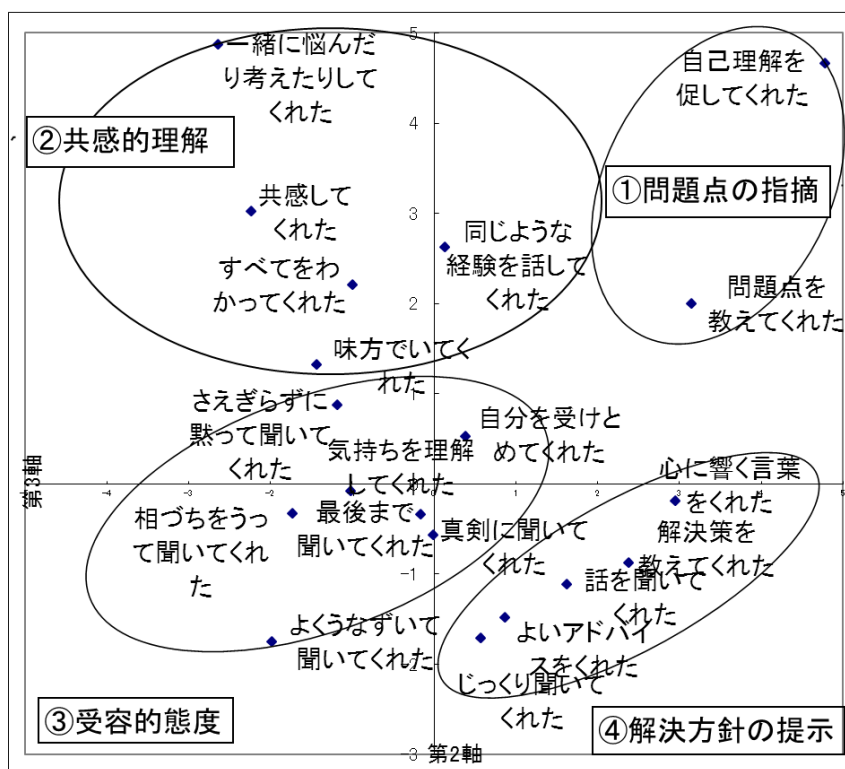 5
一緒に悩んだ
り考えたりして
くれた
自己理解を
促してくれた
4
②共感的理解
①問題点の指摘
3
共感して
くれた
同じような
経験を話して
くれた
すべてをわ
かってくれた
2
問題点を
教えてくれた
味方でいてく
れた
1
さえぎらずに
黙って聞いて
くれた
自分を受けと
めてくれた
気持ちを理解
してくれた
心に響く言葉
をくれた
第3軸
-4
-3
-2
-1
0
1
2
3
4
5
相づちをうっ
て聞いてくれ
た
最後まで
聞いてくれた
真剣に聞いて
くれた
解決策を
教えてくれた
-1
話を聞いて
くれた
よくうなずいて
聞いてくれた
よいアドバイ
スをくれた
じっくり聞いて
くれた
-2
③受容的態度
④解決方針の提示
-3
第2軸